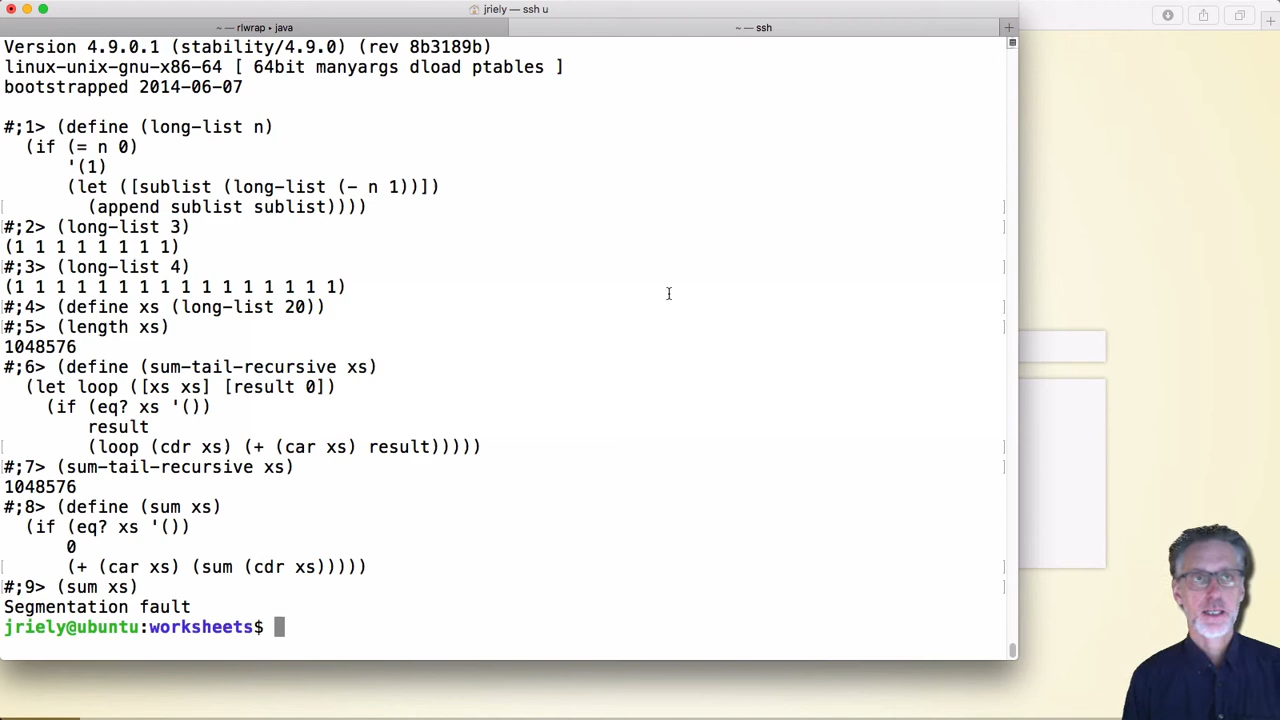 jriely — ssh u
~ — rlwrap • java
~ — ssh
Version 4.9.0.1 (stability/4.9.0) (rev 8b3189b)
linux-unix-gnu-x86-64 [ 64bit manyargs dload ptables ]
bootstrapped 2014-06-07
#;1> (define (long-list n)
  (if (= n 0)
      '(1)
      (let ([sublist (long-list (- n 1))])
        (append sublist sublist))))
#;2> (long-list 3)
(1 1 1 1 1 1 1 1)
#;3> (long-list 4)
(1 1 1 1 1 1 1 1 1 1 1 1 1 1 1 1)
#;4> (define xs (long-list 20))
#;5> (length xs)
1048576
#;6> (define (sum-tail-recursive xs)
  (let loop ([xs xs] [result 0])
    (if (eq? xs '())
        result
        (loop (cdr xs) (+ (car xs) result)))))
#;7> (sum-tail-recursive xs)
1048576
#;8> (define (sum xs)
  (if (eq? xs '())
      0
      (+ (car xs) (sum (cdr xs)))))
#;9> (sum xs)
Segmentation fault
jriely@ubuntu:worksheets$